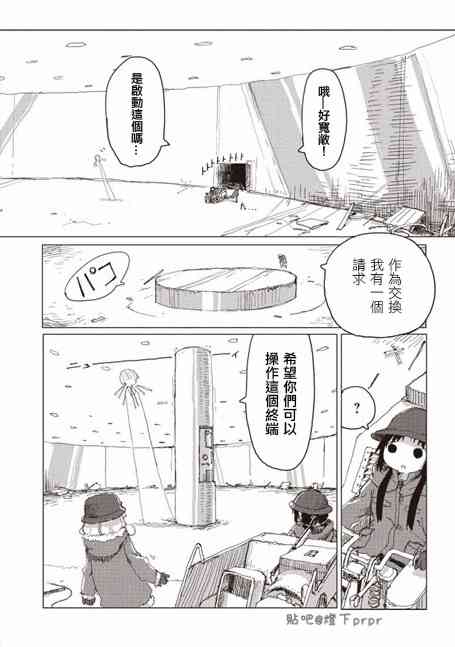 哦—好寬敞！
是啟動這個嗎…
作為交換
我有一個
請求
パコ
？
希望你們可以
操作這個終端
貼吧@燈下prpr